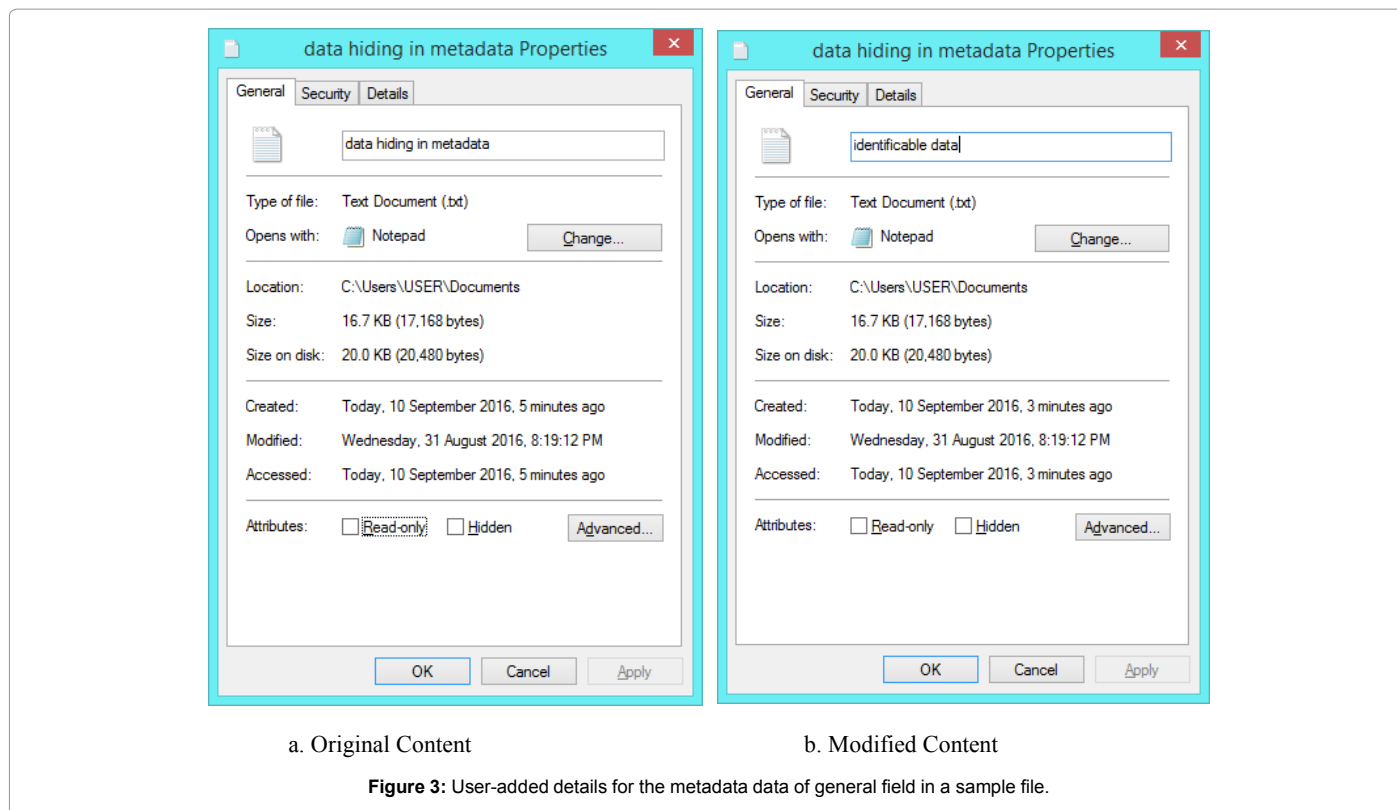 data hiding in metadata Properties
×
General Security Details
data hiding in metadata
Type of file: Text Document (.txt)
Opens with: Notepad Change...
Location: C:\Users\USER\Documents
Size: 16.7 KB (17,168 bytes)
Size on disk: 20.0 KB (20,480 bytes)
Created: Today, 10 September 2016, 5 minutes ago
Modified: Wednesday, 31 August 2016, 8:19:12 PM
Accessed: Today, 10 September 2016, 5 minutes ago
Attributes: Read-only Hidden Advanced...
OK Cancel Apply
a. Original Content
data hiding in metadata Properties
×
General Security Details
identificable data
Type of file: Text Document (.txt)
Opens with: Notepad Change...
Location: C:\Users\USER\Documents
Size: 16.7 KB (17,168 bytes)
Size on disk: 20.0 KB (20,480 bytes)
Created: Today, 10 September 2016, 3 minutes ago
Modified: Wednesday, 31 August 2016, 8:19:12 PM
Accessed: Today, 10 September 2016, 3 minutes ago
Attributes: Read-only Hidden Advanced...
OK Cancel Apply
b. Modified Content
Figure 3: User-added details for the metadata data of general field in a sample file.